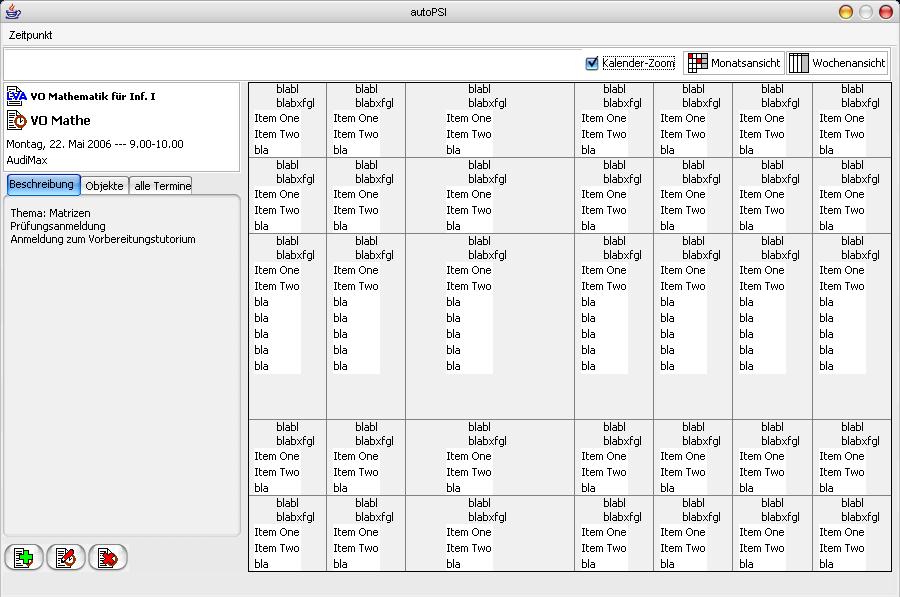 autoPSI
Zeitpunkt
Kalender-Zoom Monatsansicht Wochenansicht
LVA VO Mathematik für Inf. I
VO Mathe
Montag, 22. Mai 2006 --- 9.00-10.00
AudiMax
Beschreibung Objekte alle Termine
Thema: Matrizen
Prüfungsanmeldung
Anmeldung zum Vorbereitungstutorium
blabl blabl blabl blabl blabl blabl blabl
blabxfgl blabxfgl blabxfgl blabxfgl blabxfgl blabxfgl blabxfgl
Item One Item One Item One Item One Item One Item One Item One
Item Two Item Two Item Two Item Two Item Two Item Two Item Two
bla bla bla bla bla bla bla
blabl blabl blabl blabl blabl blabl blabl
blabxfgl blabxfgl blabxfgl blabxfgl blabxfgl blabxfgl blabxfgl
Item One Item One Item One Item One Item One Item One Item One
Item Two Item Two Item Two Item Two Item Two Item Two Item Two
bla bla bla bla bla bla bla
blabl blabl blabl blabl blabl blabl blabl
blabxfgl blabxfgl blabxfgl blabxfgl blabxfgl blabxfgl blabxfgl
Item One Item One Item One Item One Item One Item One Item One
Item Two Item Two Item Two Item Two Item Two Item Two Item Two
bla bla bla bla bla bla bla
bla bla bla bla bla bla bla
bla bla bla bla bla bla bla
bla bla bla bla bla bla bla
bla bla bla bla bla bla bla
blabl blabl blabl blabl blabl blabl blabl
blabxfgl blabxfgl blabxfgl blabxfgl blabxfgl blabxfgl blabxfgl
Item One Item One Item One Item One Item One Item One Item One
Item Two Item Two Item Two Item Two Item Two Item Two Item Two
bla bla bla bla bla bla bla
blabl blabl blabl blabl blabl blabl blabl
blabxfgl blabxfgl blabxfgl blabxfgl blabxfgl blabxfgl blabxfgl
Item One Item One Item One Item One Item One Item One Item One
Item Two Item Two Item Two Item Two Item Two Item Two Item Two
bla bla bla bla bla bla bla